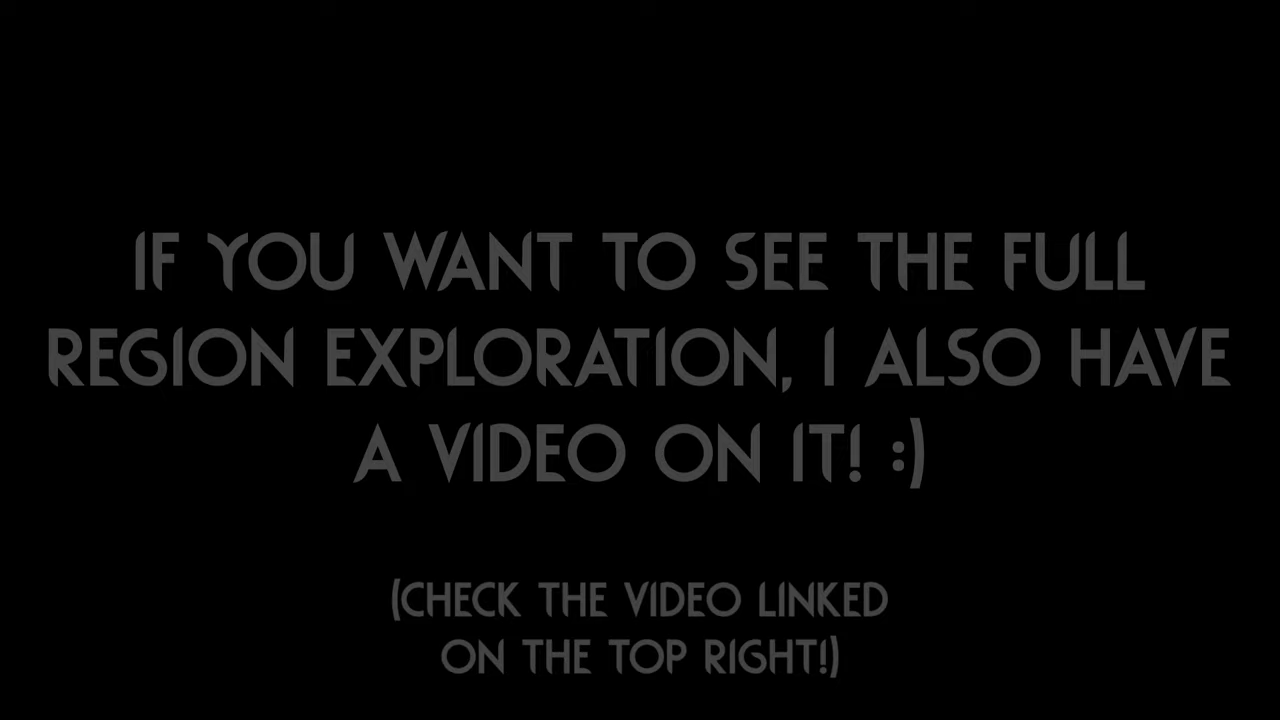 IF YOU WANT TO SEE THE FULL
REGION EXPLORATION, I ALSO HAVE
A VIDEO ON IT! :)
(CHECK THE VIDEO LINKED
ON THE TOP RIGHT!)